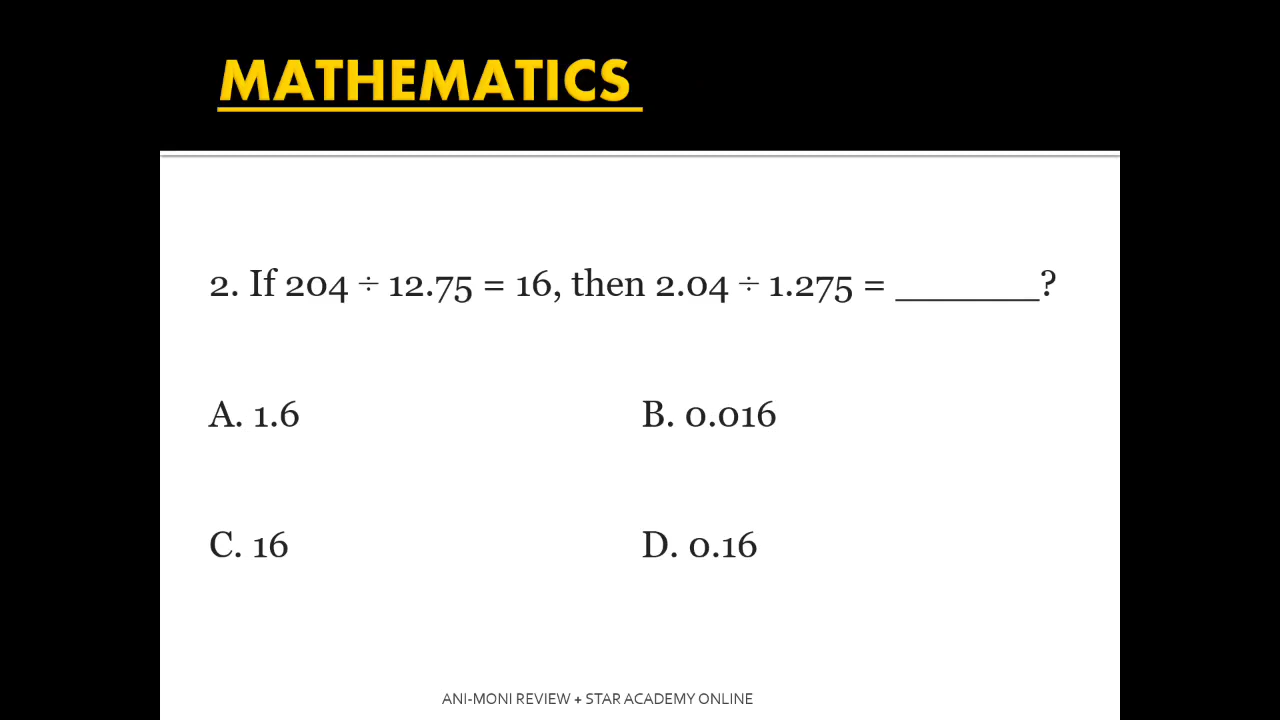 MATHEMATICS
2. If 204 ÷ 12.75 = 16, then 2.04 ÷ 1.275 = _______?
A. 1.6 B. 0.016
C. 16 D. 0.16
ANI-MONI REVIEW + STAR ACADEMY ONLINE